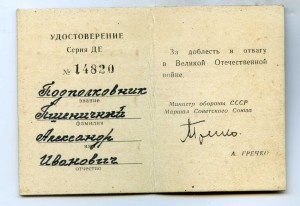 УДОСТОВЕРЕНИЕ
Серия ДЕ
№ 14820
Подполковник
звание
Пшеничный
фамилия
Александр
имя
Иванович
отчество
За доблесть и отвагу
в Великой Отечественной
войне.
Министр обороны СССР
Маршал Советского Союза
Гречко
А. ГРЕЧКО